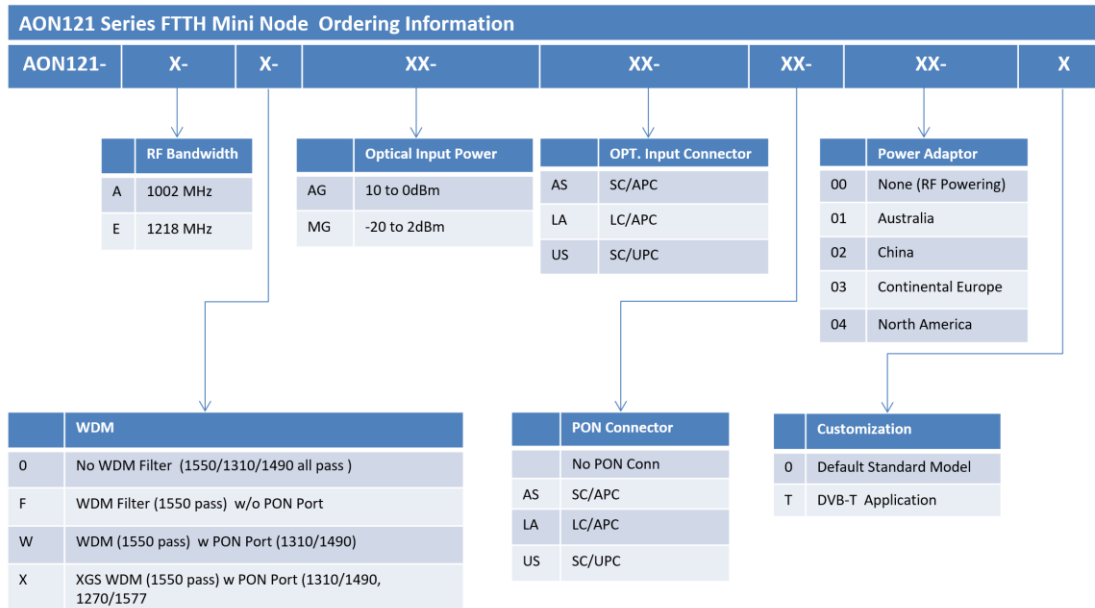 AON121 Series FTTH Mini Node  Ordering Information
AON121- X- X- XX- XX- XX- XX- X
RF Bandwidth
A 1002 MHz
E 1218 MHz
Optical Input Power
AG 10 to 0dBm
MG -20 to 2dBm
OPT. Input Connector
AS SC/APC
LA LC/APC
US SC/UPC
Power Adaptor
00 None (RF Powering)
01 Australia
02 China
03 Continental Europe
04 North America
WDM
0 No WDM Filter  (1550/1310/1490 all pass )
F WDM Filter (1550 pass)  w/o PON Port
W WDM (1550 pass)  w PON Port (1310/1490)
X XGS WDM (1550 pass) w PON Port (1310/1490,
1270/1577
PON Connector
No PON Conn
AS SC/APC
LA LC/APC
US SC/UPC
Customization
0 Default Standard Model
T DVB-T  Application